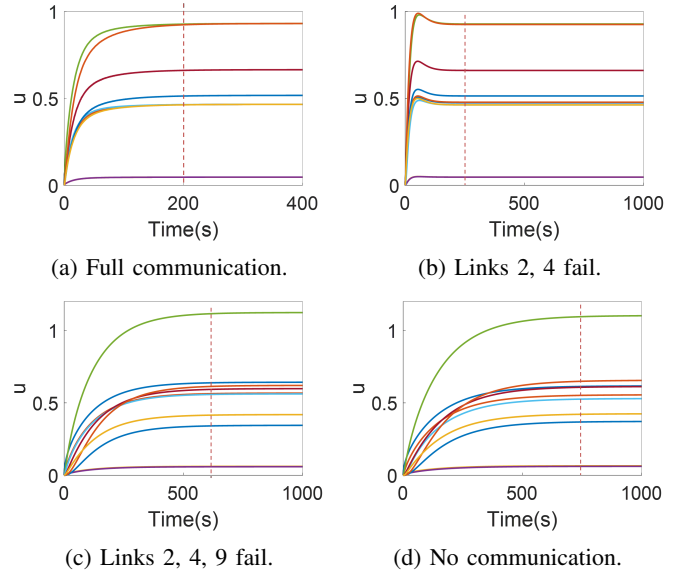 1
0.5
0
u
0
200
400
Time(s)
(a) Full communication.
1
0.5
0
u
0
500
1000
Time(s)
(b) Links 2, 4 fail.
1
0.5
0
u
0
500
1000
Time(s)
(c) Links 2, 4, 9 fail.
1
0.5
0
u
0
500
1000
Time(s)
(d) No communication.